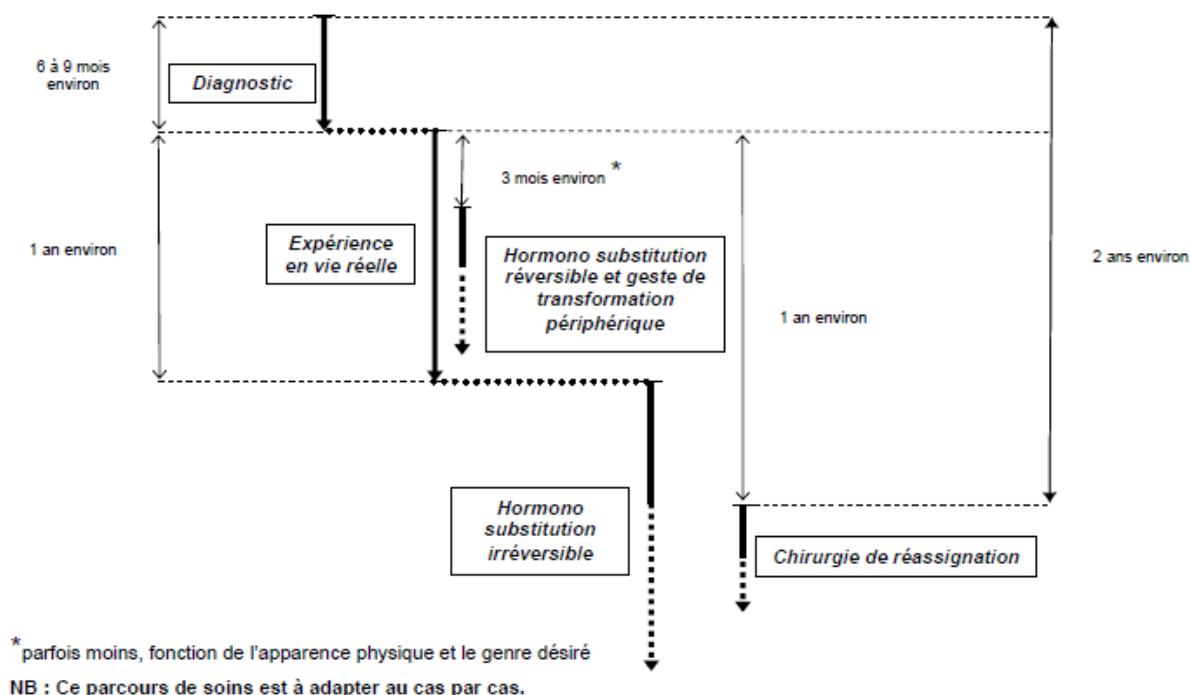 6 à 9 mois
environ
Diagnostic
3 mois environ *
1 an environ
Expérience
en vie réelle
Hormono substitution
réversible et geste de
transformation
périphérique
1 an environ
2 ans environ
Hormono
substitution
irréversible
Chirurgie de réassignation
*parfois moins, fonction de l'apparence physique et le genre désiré
NB : Ce parcours de soins est à adapter au cas par cas.